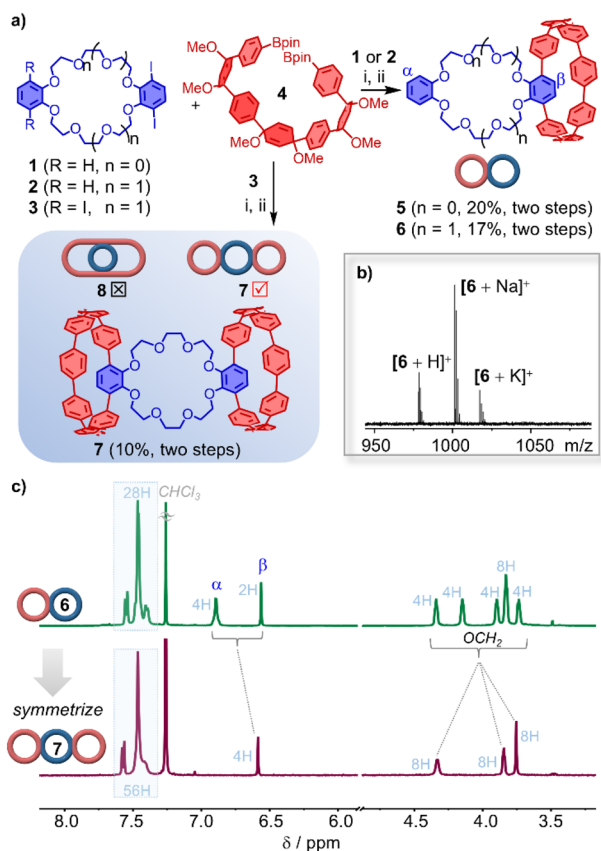 a)
R
R
O
O
O
O
O
O
O
O
n
n
I
I
1 (R = H, n = 0)
2 (R = H, n = 1)
3 (R = I, n = 1)
+
Bpin
Bpin
MeO
MeO
MeO
4
OMe
OMe
OMe
3
i, ii
1 or 2
i, ii
α
β
O
O
O
O
O
O
O
O
n
n
5 (n = 0, 20%, two steps)
6 (n = 1, 17%, two steps)
8 ☒
7 ☑
O
O
O
O
O
O
O
O
7 (10%, two steps)
b)
[6 + Na]+
[6 + H]+
[6 + K]+
950 1000 1050
m/z
c)
28H
CHCl3
α
β
4H
2H
4H
4H
4H
8H
4H
6
OCH2
symmetrize
7
56H
4H
8H
8H
8H
8.0 7.5 7.0 6.5 6.0 4.5 4.0 3.5
δ / ppm